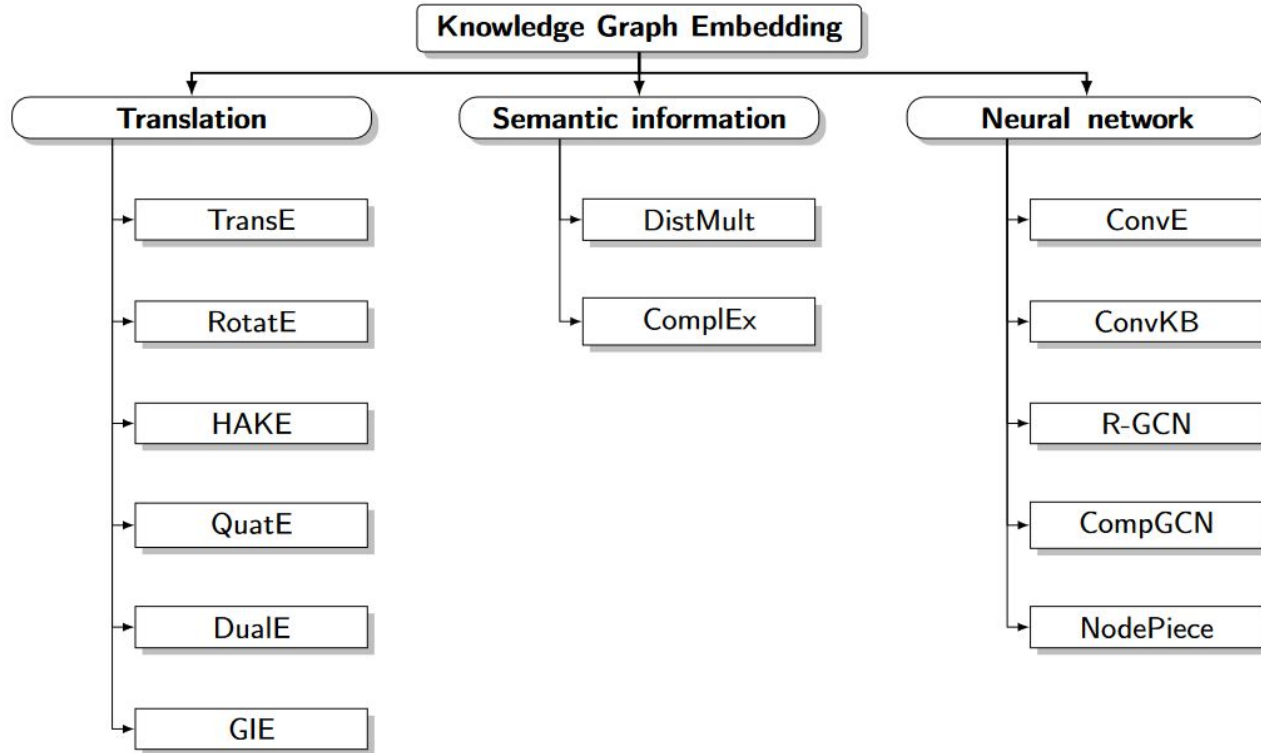 Knowledge Graph Embedding
Translation
Semantic information
Neural network
TransE
DistMult
ConvE
RotatE
ComplEx
ConvKB
HAKE
R-GCN
QuatE
CompGCN
DualE
NodePiece
GIE